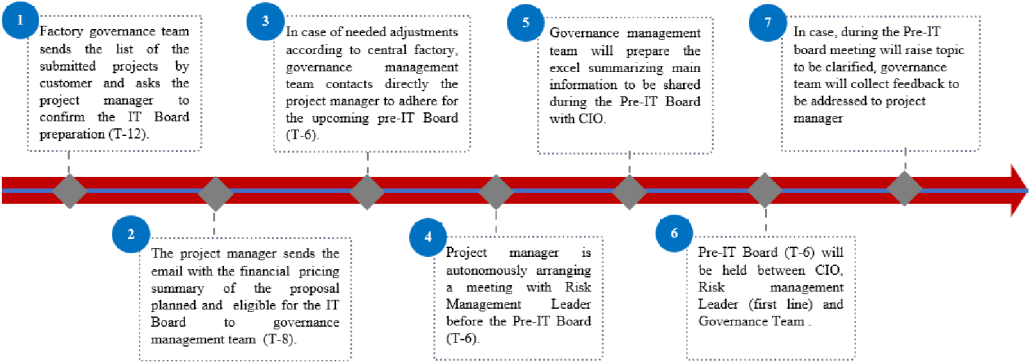 1
Factory governance team
sends the list of the
submitted projects by
customer and asks the
project manager to
confirm the IT Board
preparation (T-12).
2
The project manager sends the
email with the financial pricing
summary of the proposal
planned and eligible for the IT
Board to governance
management team (T-8).
3
In case of needed adjustments
according to central factory,
governance management
team contacts directly the
project manager to adhere for
the upcoming pre-IT Board
(T-6).
4
Project manager is
autonomously arranging
a meeting with Risk
Management Leader
before the Pre-IT Board
(T-6).
5
Governance management
team will prepare the
excel summarizing main
information to be shared
during the Pre-IT Board
with CIO.
6
Pre-IT Board (T-6) will
be held between CIO,
Risk management
Leader (first line) and
Governance Team .
7
In case, during the Pre-IT
board meeting will raise topic
to be clarified, governance
team will collect feedback to
be addressed to project
manager